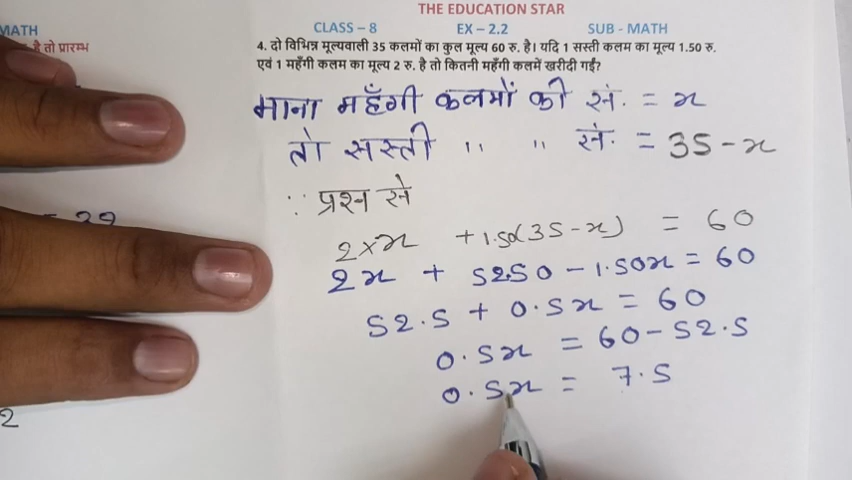 THE EDUCATION STAR
MATH CLASS – 8 EX – 2.2 SUB - MATH
है तो प्रारम्भ
4. दो विभिन्न मूल्यवाली 35 कलमों का कुल मूल्य 60 रु. है। यदि 1 सस्ती कलम का मूल्य 1.50 रु.
एवं 1 महँगी कलम का मूल्य 2 रु. है तो कितनी महँगी कलमें खरीदी गईं?
माना महँगी कलमों की सं. = x
तो सस्ती " " सं. = 35 - x
∵ प्रश्न से
2 × x + 1.50(35 - x) = 60
2x + 5250 - 1.50x = 60
52.5 + 0.5x = 60
0.5x = 60 - 52.5
0.5x = 7.5
2